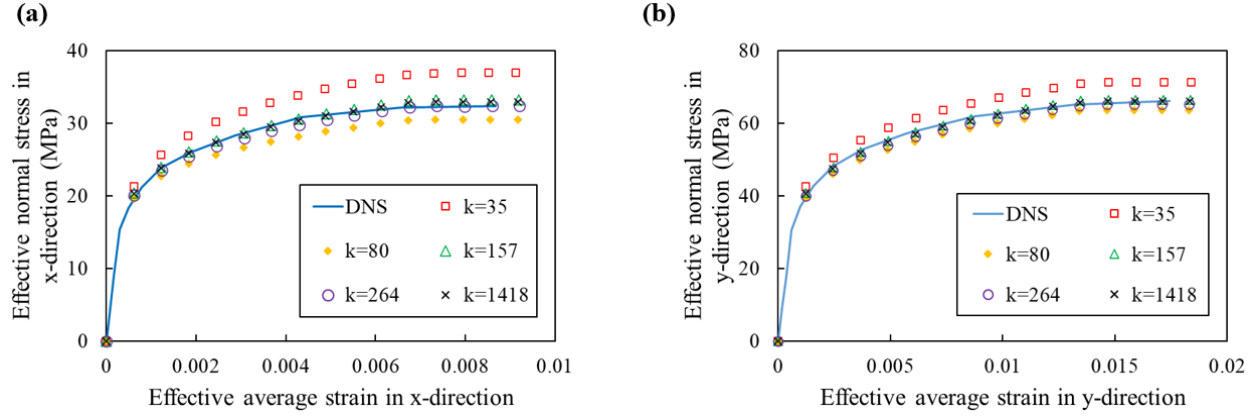 (a)
Effective normal stress in
x-direction (MPa)
40
30
20
10
0
0
0.002
0.004
0.006
0.008
0.01
Effective average strain in x-direction
DNS
k=35
k=80
k=157
k=264
k=1418
(b)
Effective normal stress in
y-direction (MPa)
80
60
40
20
0
0
0.005
0.01
0.015
0.02
Effective average strain in y-direction
DNS
k=35
k=80
k=157
k=264
k=1418